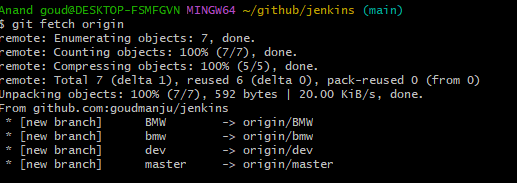 Anand goud@DESKTOP-FSMFGVN MINGW64 ~/github/jenkins (main)
$ git fetch origin
remote: Enumerating objects: 7, done.
remote: Counting objects: 100% (7/7), done.
remote: Compressing objects: 100% (5/5), done.
remote: Total 7 (delta 1), reused 6 (delta 0), pack-reused 0 (from 0)
Unpacking objects: 100% (7/7), 592 bytes | 20.00 KiB/s, done.
From github.com:goudmanju/jenkins
 * [new branch]      BMW        -> origin/BMW
 * [new branch]      bmw        -> origin/bmw
 * [new branch]      dev        -> origin/dev
 * [new branch]      master     -> origin/master